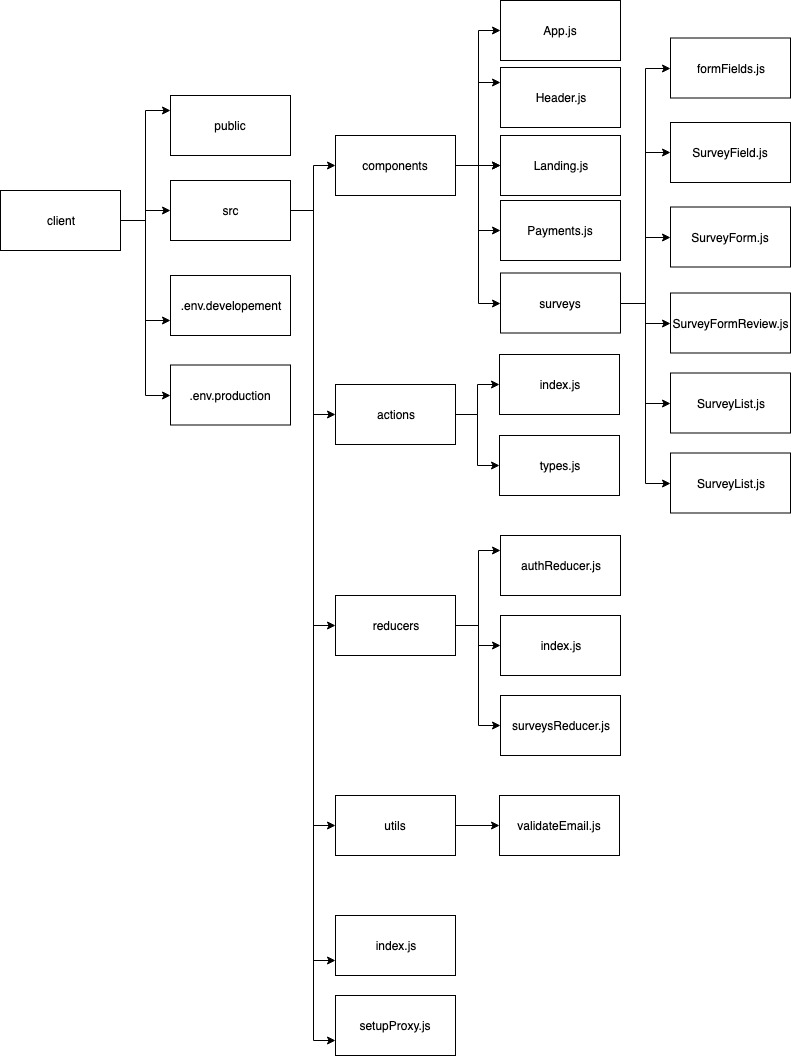 client
public
src
.env.developement
.env.production
components
App.js
Header.js
Landing.js
Payments.js
surveys
formFields.js
SurveyField.js
SurveyForm.js
SurveyFormReview.js
SurveyList.js
SurveyList.js
actions
index.js
types.js
reducers
authReducer.js
index.js
surveysReducer.js
utils
validateEmail.js
index.js
setupProxy.js